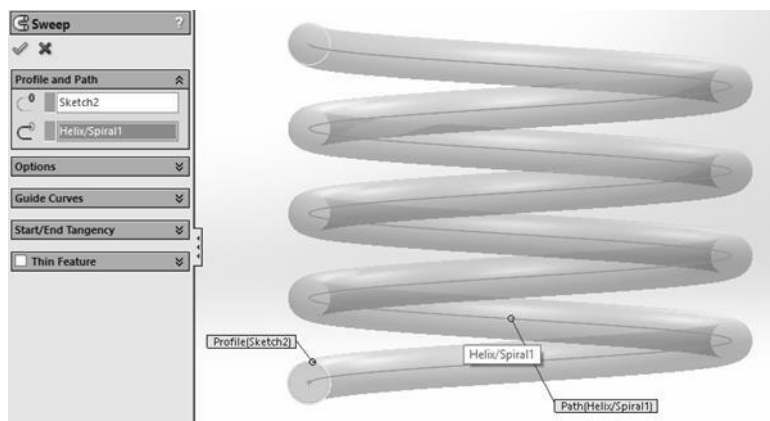 Sweep ?
Profile and Path
Sketch2
Helix/Spiral1
Options
Guide Curves
Start/End Tangency
Thin Feature
Profile(Sketch2)
Helix/Spiral1
Path(Helix/Spiral1)